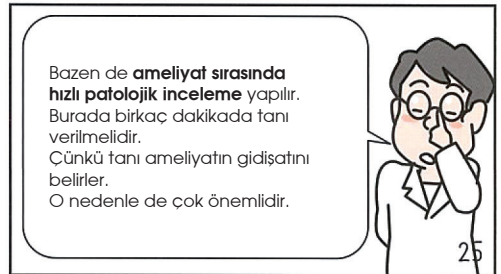 Bazen de ameliyat sırasında
hızlı patolojik inceleme yapılır.
Burada birkaç dakikada tanı
verilmelidir.
Çünkü tanı ameliyatın gidişatını
belirler.
O nedenle de çok önemlidir.
25